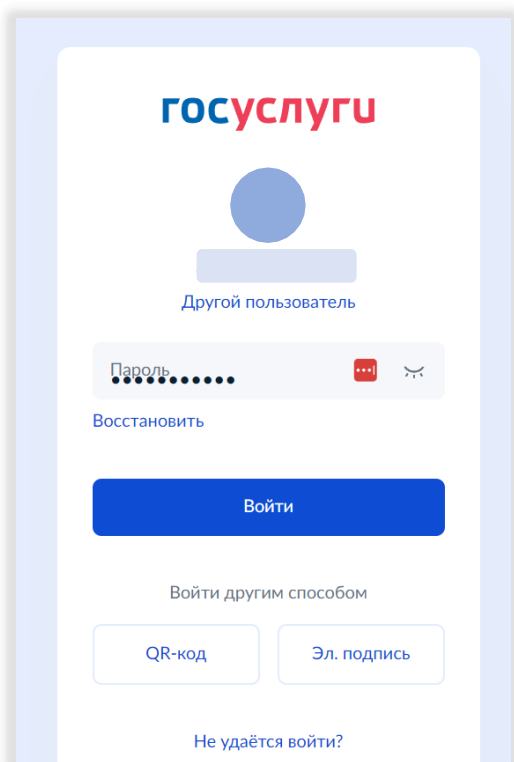 госуслуги
Другой пользователь
Пароль
Восстановить
Войти
Войти другим способом
QR-код
Эл. подпись
Не удаётся войти?